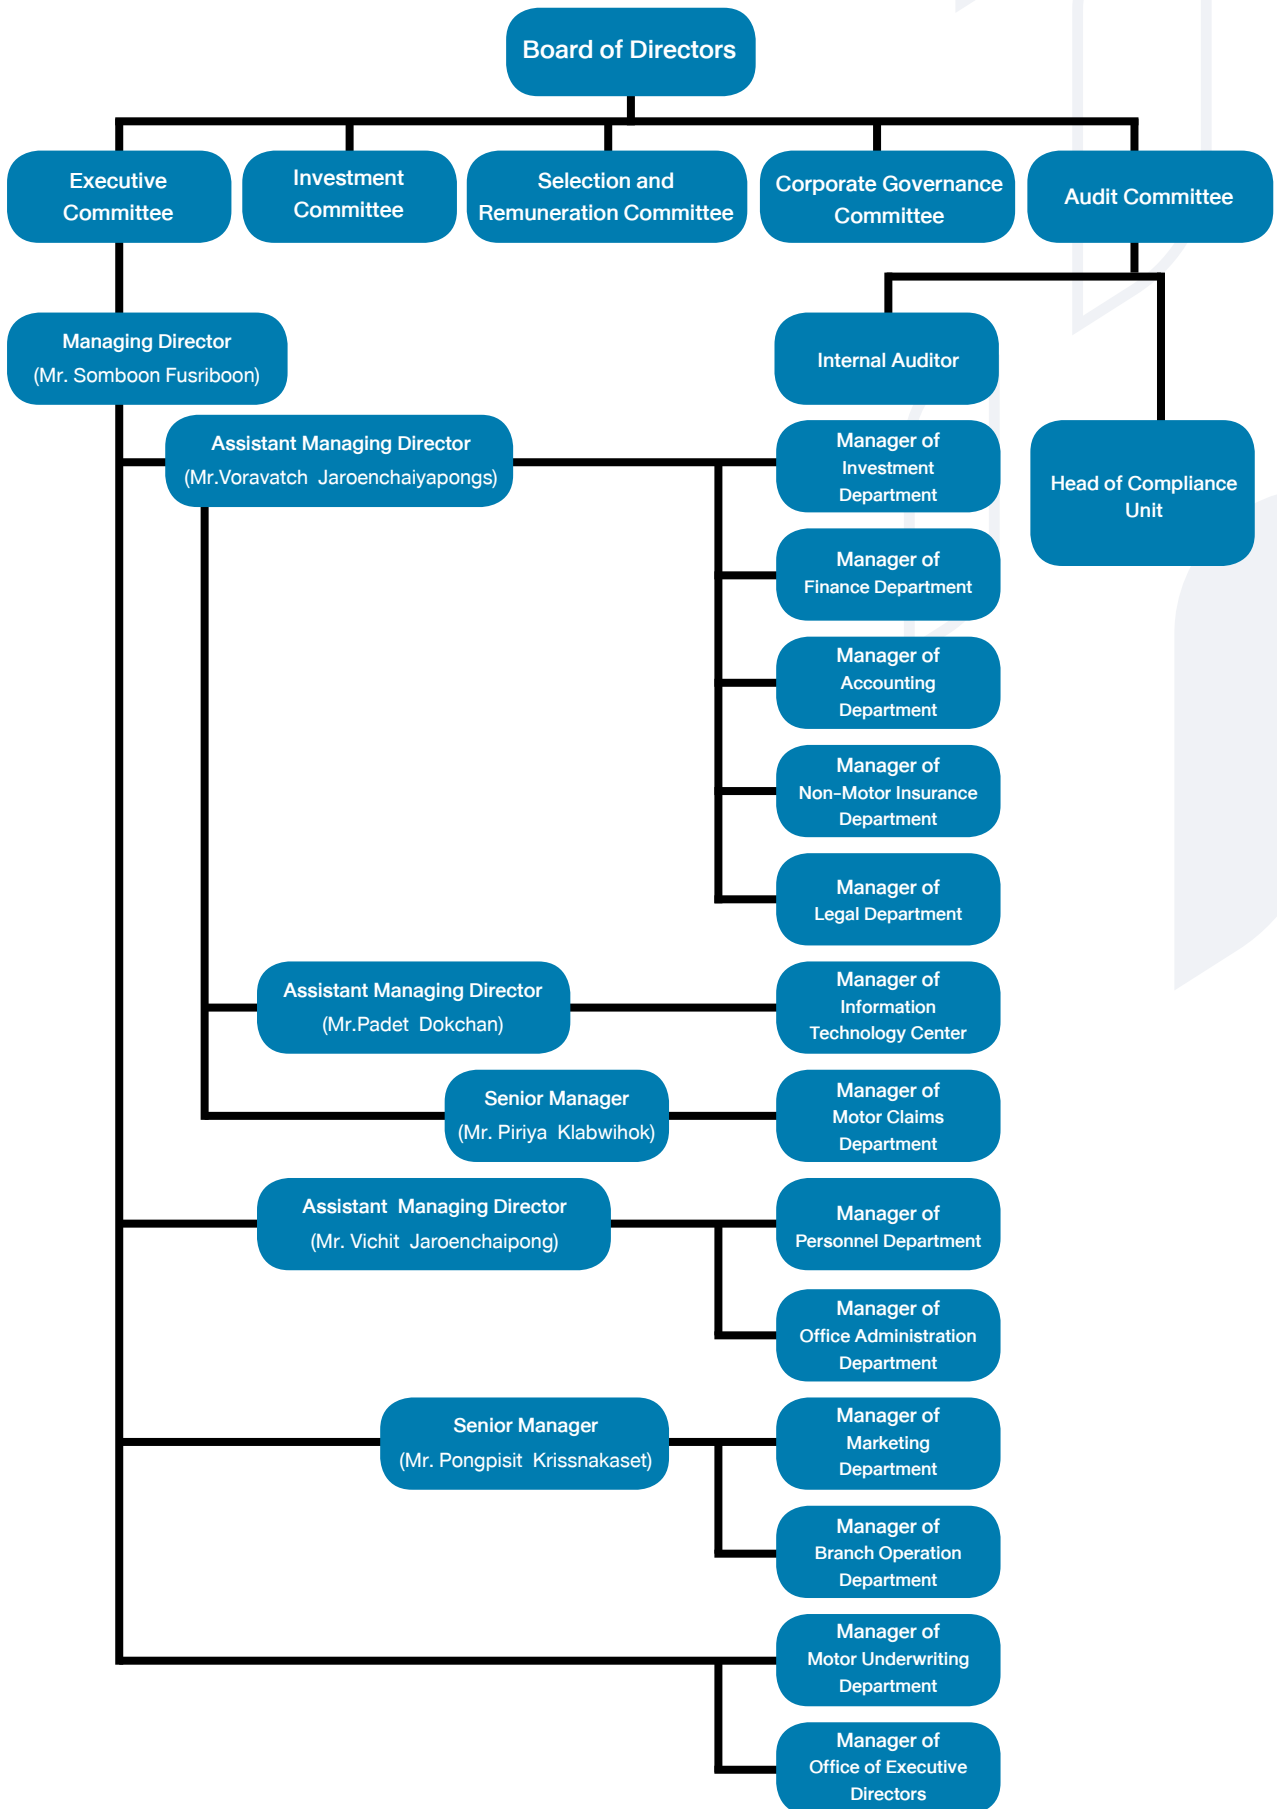 Board of Directors
Executive
Committee
Investment
Committee
Selection and
Remuneration Committee
Corporate Governance
Committee
Audit Committee
Managing Director
(Mr. Somboon Fusriboon)
Internal Auditor
Assistant Managing Director
(Mr.Voravatch  Jaroenchaiyapongs)
Manager of
Investment
Department
Head of Compliance
Unit
Manager of
Finance Department
Manager of
Accounting
Department
Manager of
Non-Motor Insurance
Department
Manager of
Legal Department
Assistant Managing Director
(Mr.Padet  Dokchan)
Manager of
Information
Technology Center
Senior Manager
(Mr. Piriya  Klabwihok)
Manager of
Motor Claims
Department
Assistant  Managing Director
(Mr. Vichit  Jaroenchaipong)
Manager of
Personnel Department
Manager of
Office Administration
Department
Senior Manager
(Mr. Pongpisit  Krissnakaset)
Manager of
Marketing
Department
Manager of
Branch Operation
Department
Manager of
Motor Underwriting
Department
Manager of
Office of Executive
Directors